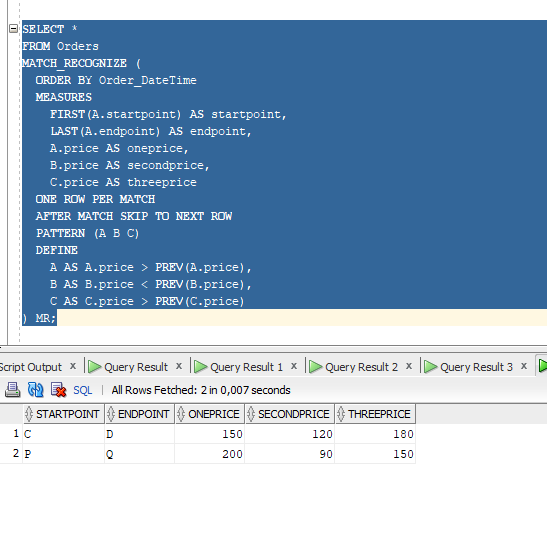 SELECT *
FROM Orders
MATCH_RECOGNIZE (
ORDER BY Order_DateTime
MEASURES
FIRST(A.startpoint) AS startpoint,
LAST(A.endpoint) AS endpoint,
A.price AS oneprice,
B.price AS secondprice,
C.price AS threeprice
ONE ROW PER MATCH
AFTER MATCH SKIP TO NEXT ROW
PATTERN (A B C)
DEFINE
A AS A.price > PREV(A.price),
B AS B.price < PREV(B.price),
C AS C.price > PREV(C.price)
) MR;
Script Output x Query Result x Query Result 1 x Query Result 2 x Query Result 3 x
SQL | All Rows Fetched: 2 in 0,007 seconds
STARTPOINT ENDPOINT ONEPRICE SECONDPRICE THREEPRICE
1 C D 150 120 180
2 P Q 200 90 150